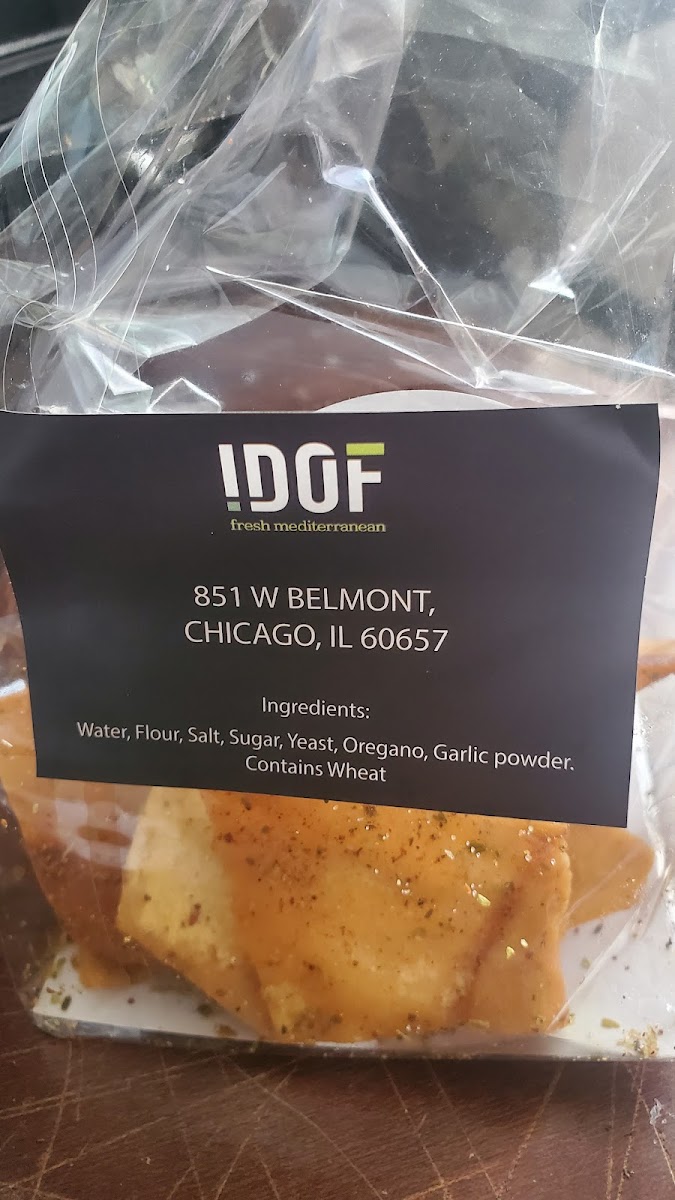 !DOF
fresh mediterranean
851 W BELMONT,
CHICAGO, IL 60657
Ingredients:
Water, Flour, Salt, Sugar, Yeast, Oregano, Garlic powder.
Contains Wheat